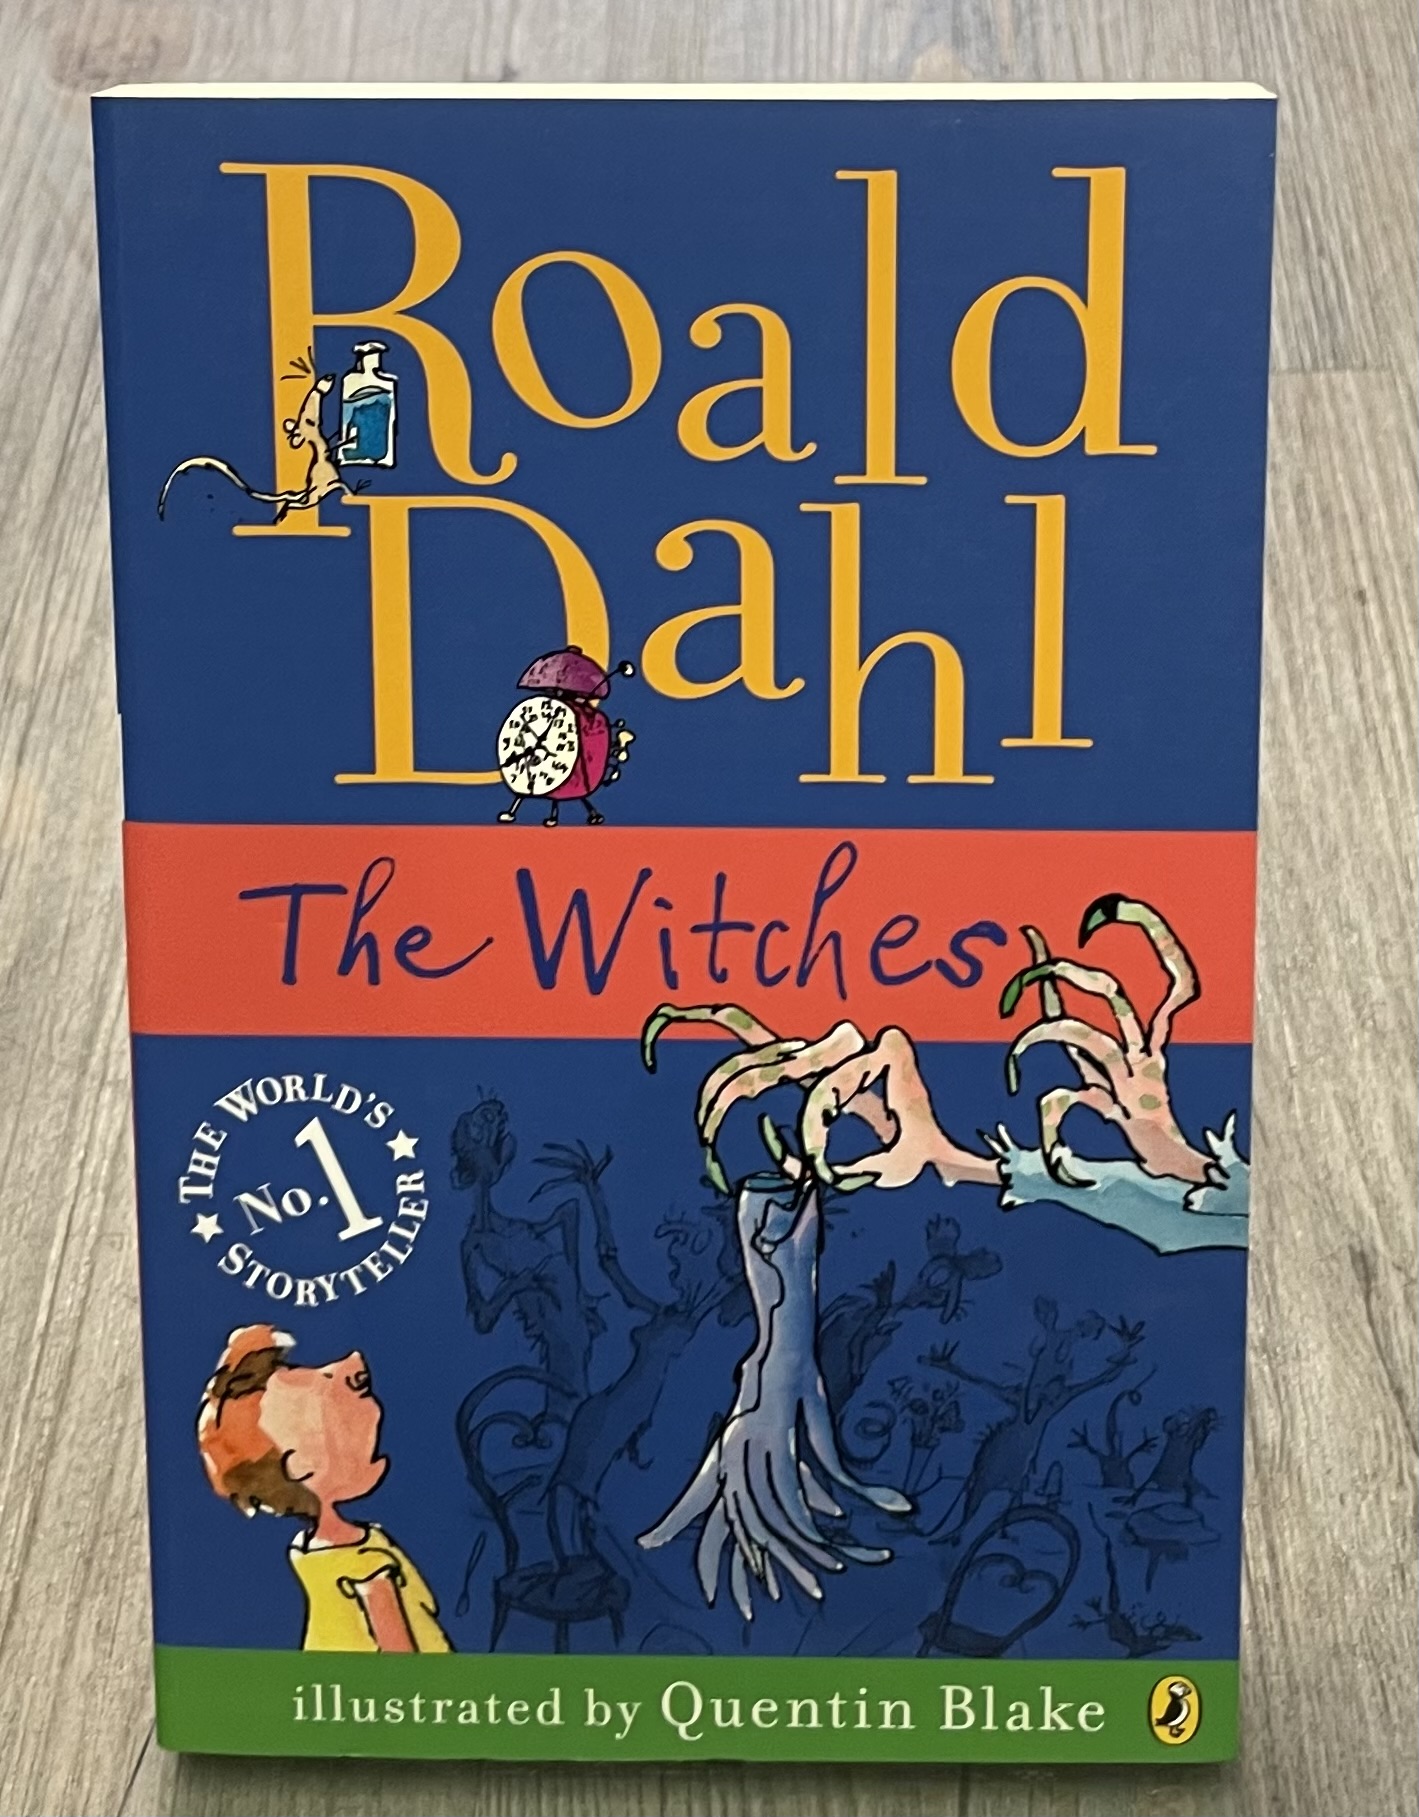 Roald
Dahl
The Witches
THE WORLD'S
No.1
STORYTELLER
illustrated by Quentin Blake